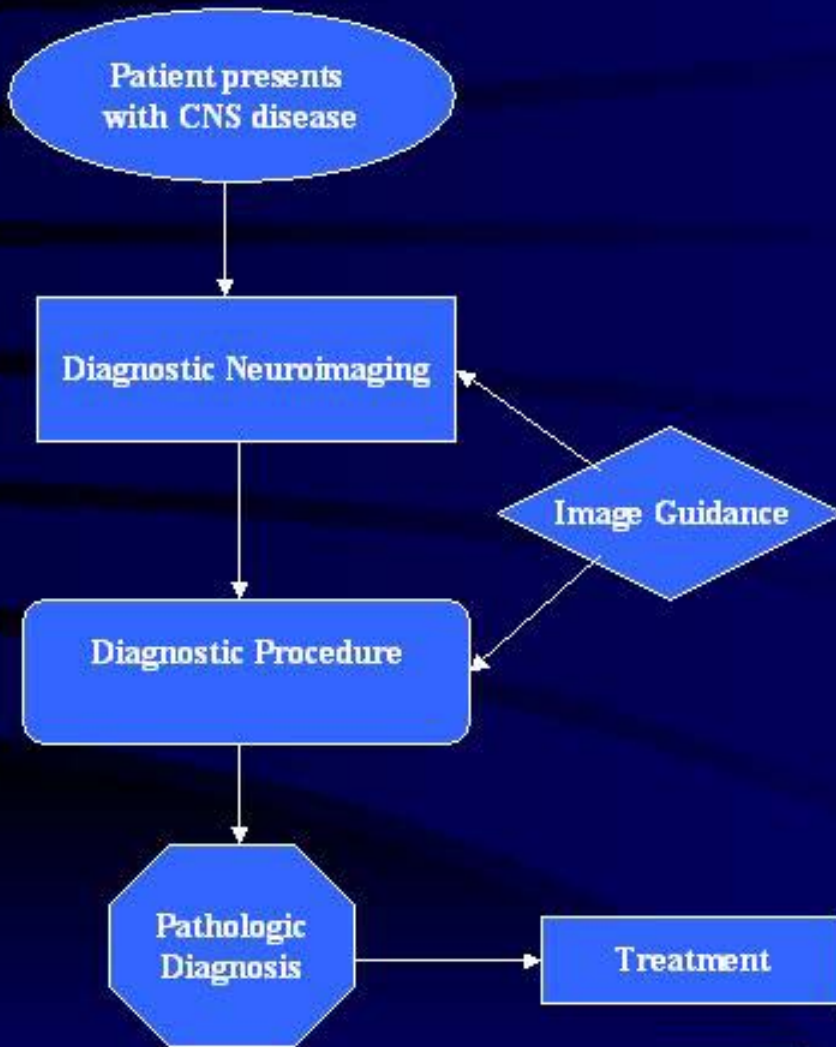 Patient presents
with CNS disease
Diagnostic Neuroimaging
Image Guidance
Diagnostic Procedure
Pathologic
Diagnosis
Treatment